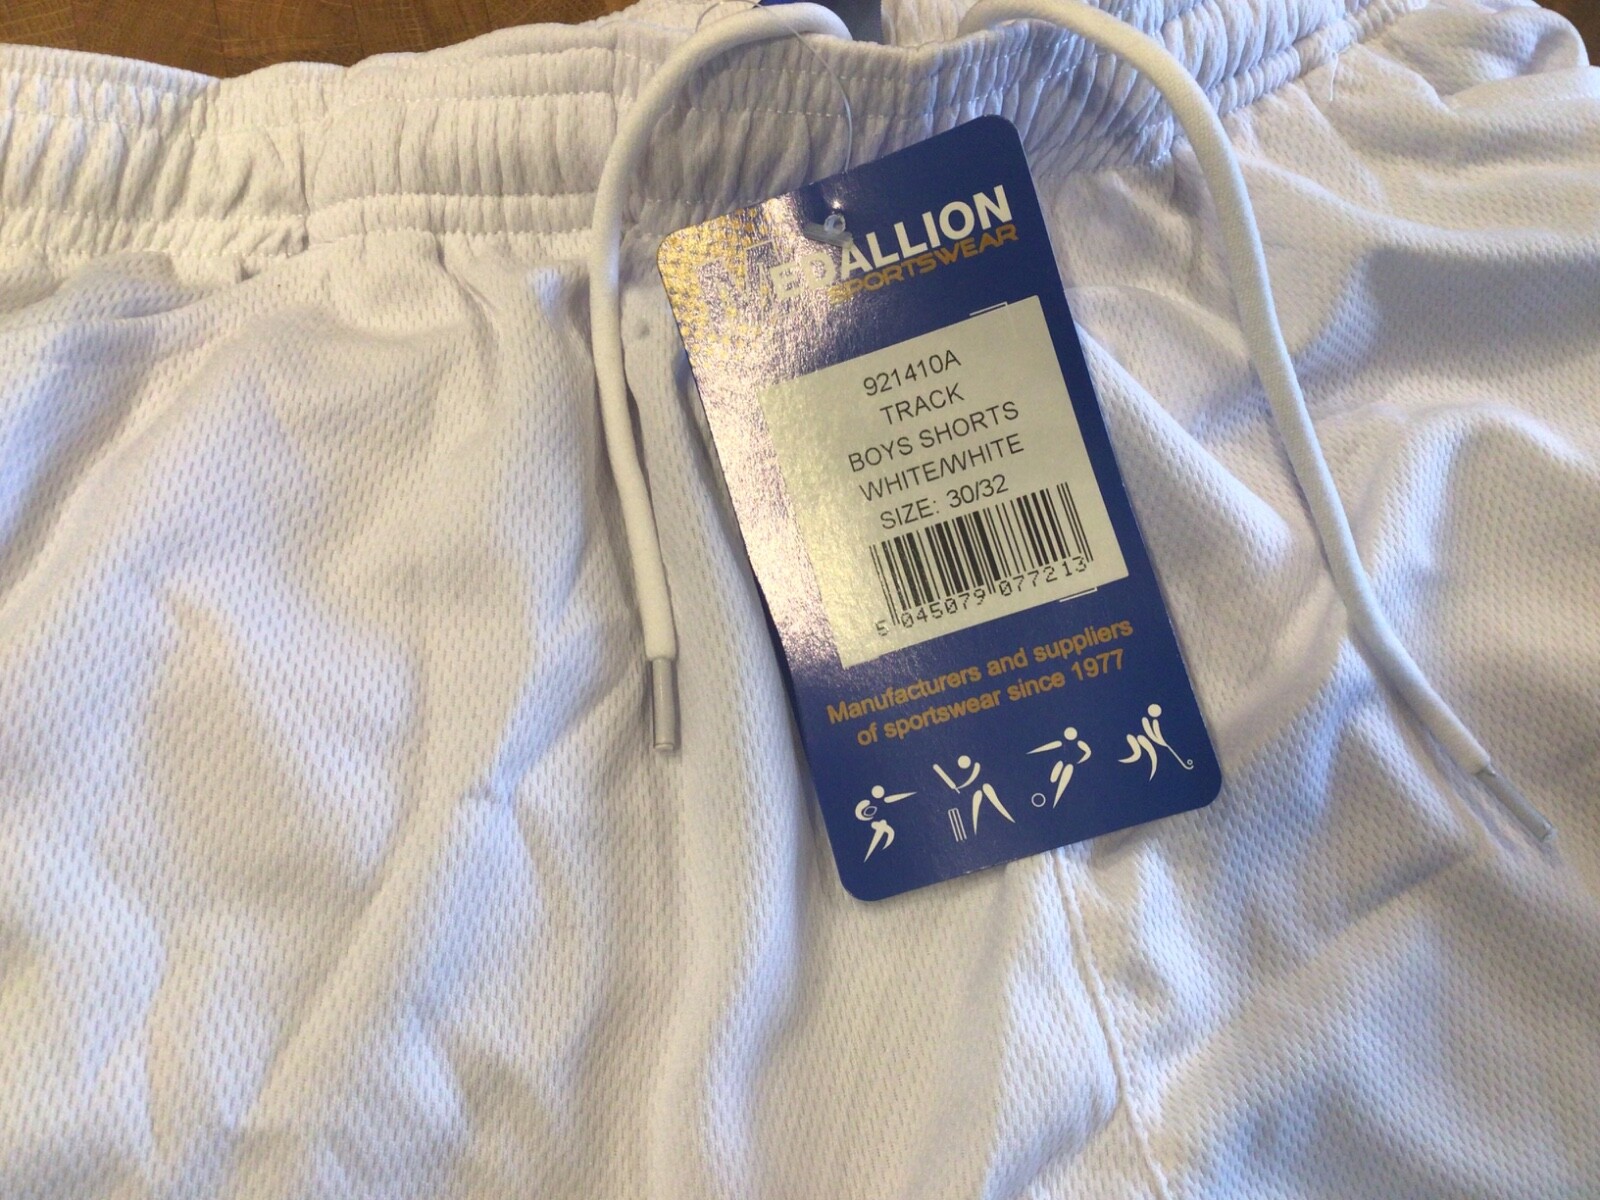 EDALLION
SPORTSWEAR
921410A
TRACK
BOYS SHORTS
WHITE/WHITE
SIZE: 30/32
5 045079 077213
Manufacturers and suppliers
of sportswear since 1977